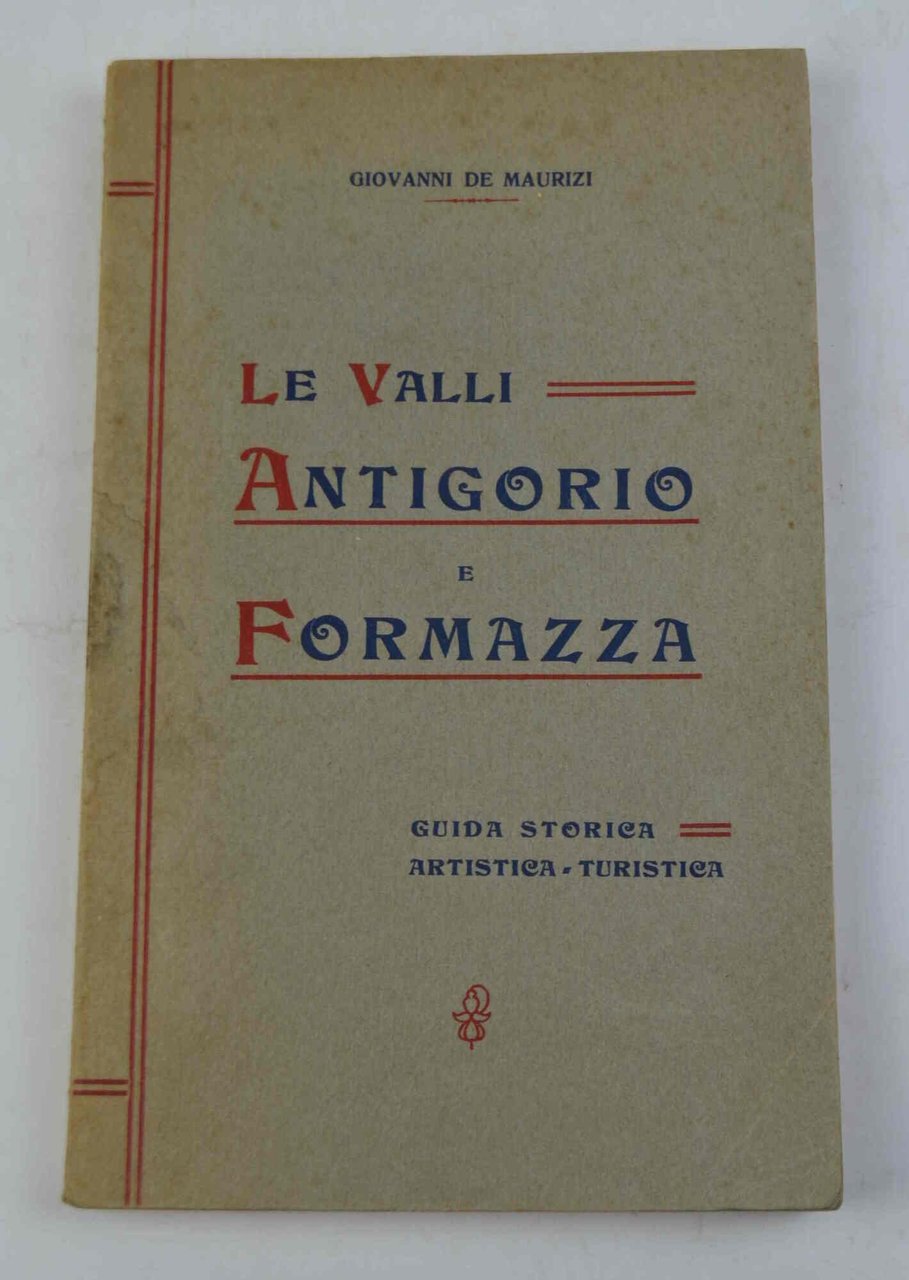 GIOVANNI DE MAURIZI
LE VALLI
ANTIGORIO
E
FORMAZZA
GUIDA STORICA
ARTISTICA-TURISTICA